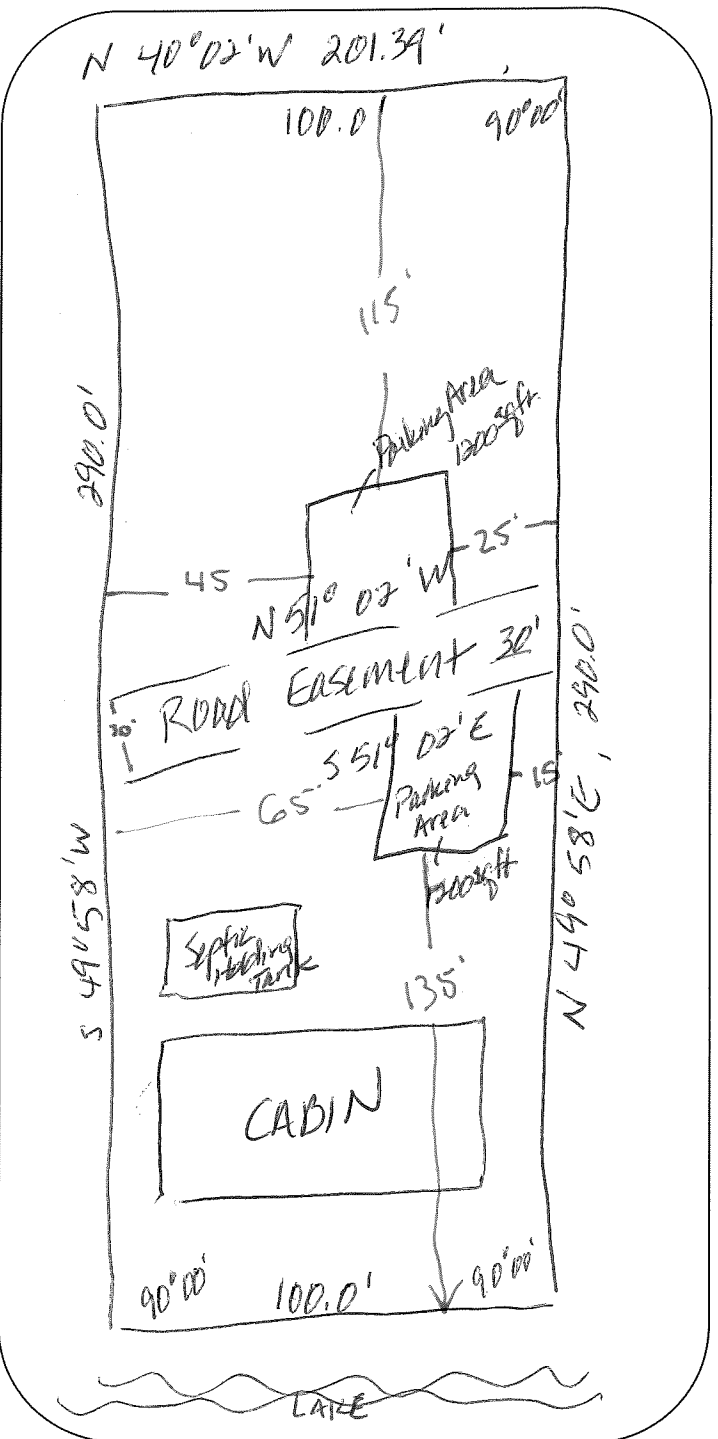 N 40°02'W 201.39'
100.0'
90°00'
115'
290.0'
Parking Area
1200 sqft.
45
25'
N 51° 02' W
Road Easement 30'
30'
S 51° 02' E
65'
Parking
Area
15'
1200 sqft
S 49° 58' W
N 49° 58' E, 290.0'
Septic
Holding
Tank
135'
CABIN
90°00'
100.0'
90°00'
LAKE